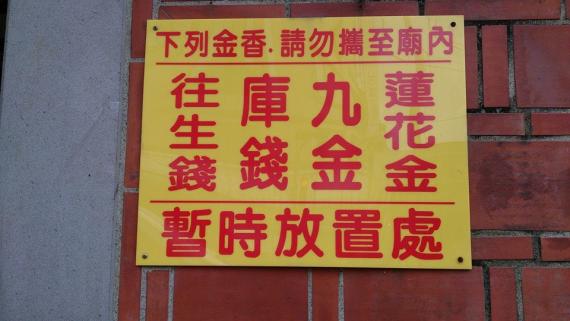 下列金香.請勿攜至廟內
蓮花金
九金
庫錢
往生錢
暫時放置處